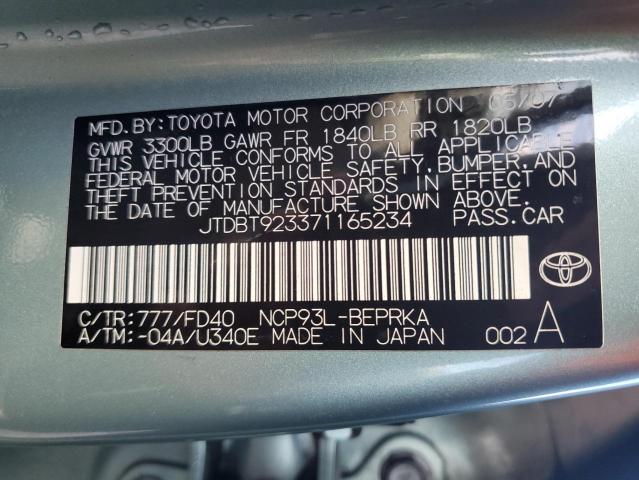 MFD. BY: TOYOTA MOTOR CORPORATION 05/07
GVWR 3300LB GAWR FR 1840LB RR 1820LB
THIS VEHICLE CONFORMS TO ALL APPLICABLE
FEDERAL MOTOR VEHICLE SAFETY, BUMPER, AND
THEFT PREVENTION STANDARDS IN EFFECT ON
THE DATE OF MANUFACTURE SHOWN ABOVE.
JTDBT923371165234 PASS. CAR
C/TR: 777/FD40 NCP93L-BEPRKA
A/TM: -04A/U340E MADE IN JAPAN 002 A